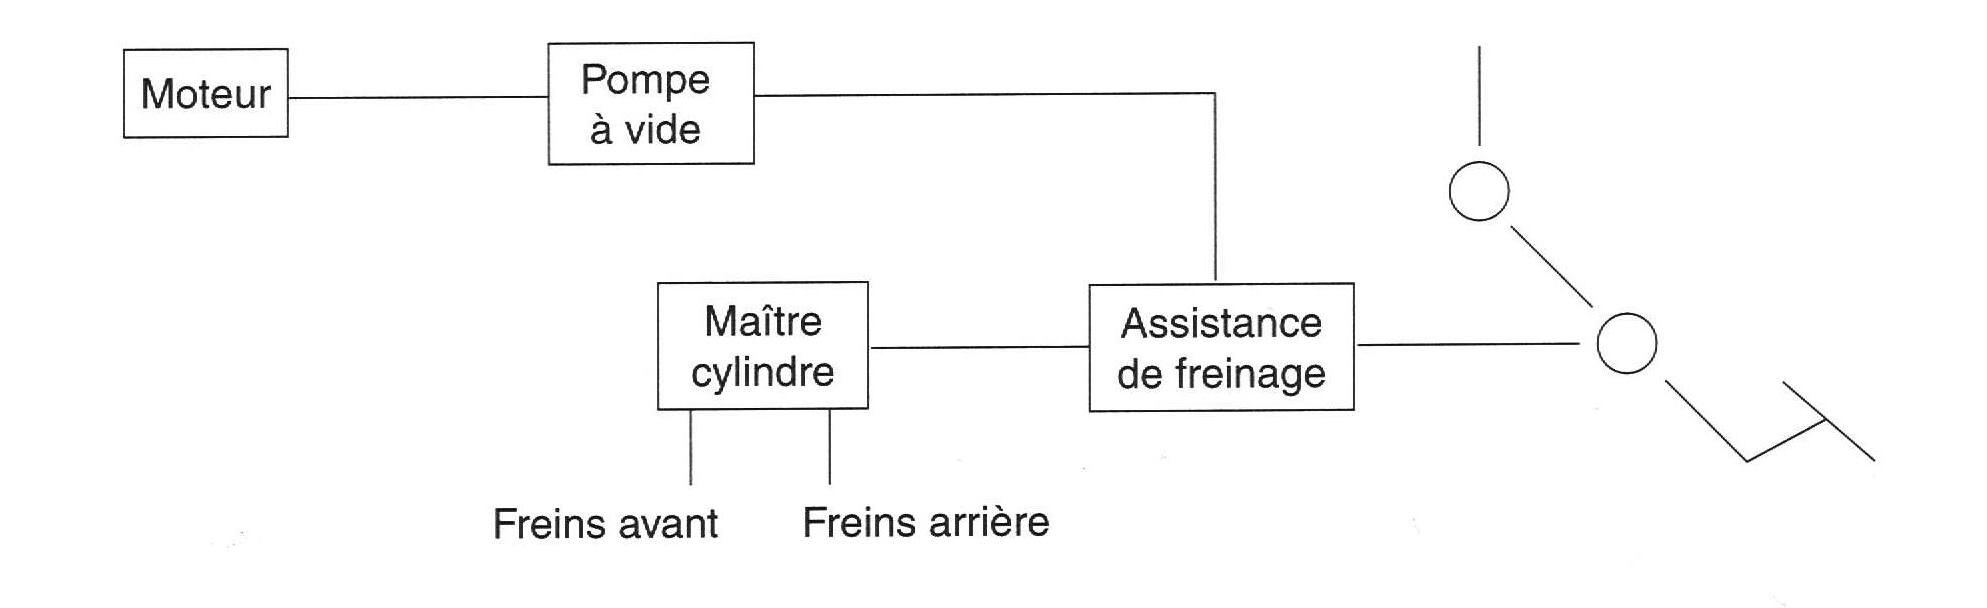 Moteur
Pompe
à vide
Maître
cylindre
Assistance
de freinage
Freins avant
Freins arrière